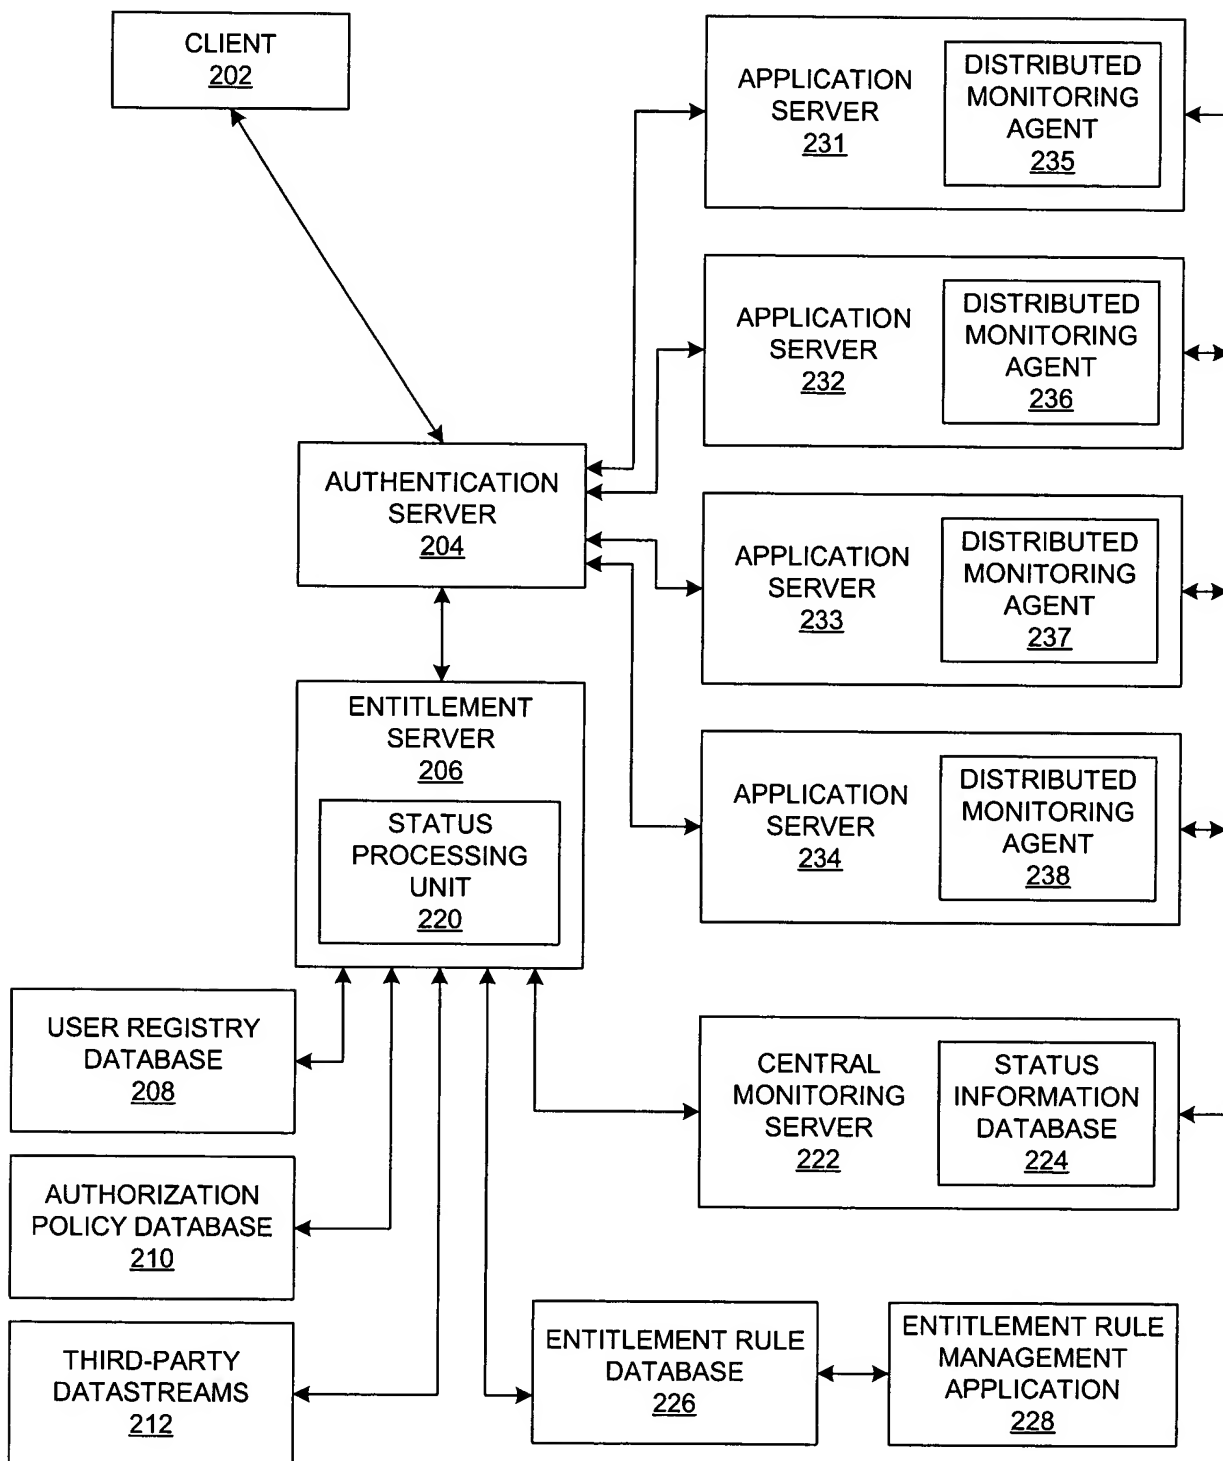 CLIENT
202
APPLICATION
SERVER
231
DISTRIBUTED
MONITORING
AGENT
235
APPLICATION
SERVER
232
DISTRIBUTED
MONITORING
AGENT
236
AUTHENTICATION
SERVER
204
APPLICATION
SERVER
233
DISTRIBUTED
MONITORING
AGENT
237
ENTITLEMENT
SERVER
206
STATUS
PROCESSING
UNIT
220
APPLICATION
SERVER
234
DISTRIBUTED
MONITORING
AGENT
238
USER REGISTRY
DATABASE
208
CENTRAL
MONITORING
SERVER
222
STATUS
INFORMATION
DATABASE
224
AUTHORIZATION
POLICY DATABASE
210
THIRD-PARTY
DATASTREAMS
212
ENTITLEMENT RULE
DATABASE
226
ENTITLEMENT RULE
MANAGEMENT
APPLICATION
228